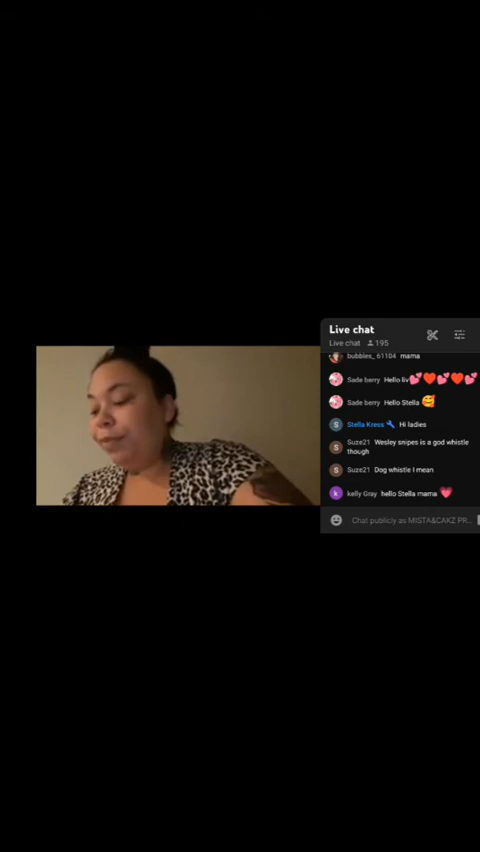 Live chat
Live chat 195
bubbles_61104 mama
Sade berry Hello liv💕❤️💕❤️💕
Sade berry Hello Stella 🥰
S Stella Kress 🔧 Hi ladies
S Suze21 Wesley snipes is a god whistle
though
S Suze21 Dog whistle I mean
k kelly Gray hello Stella mama 💗
Chat publicly as MISTA&CAKZ PR...